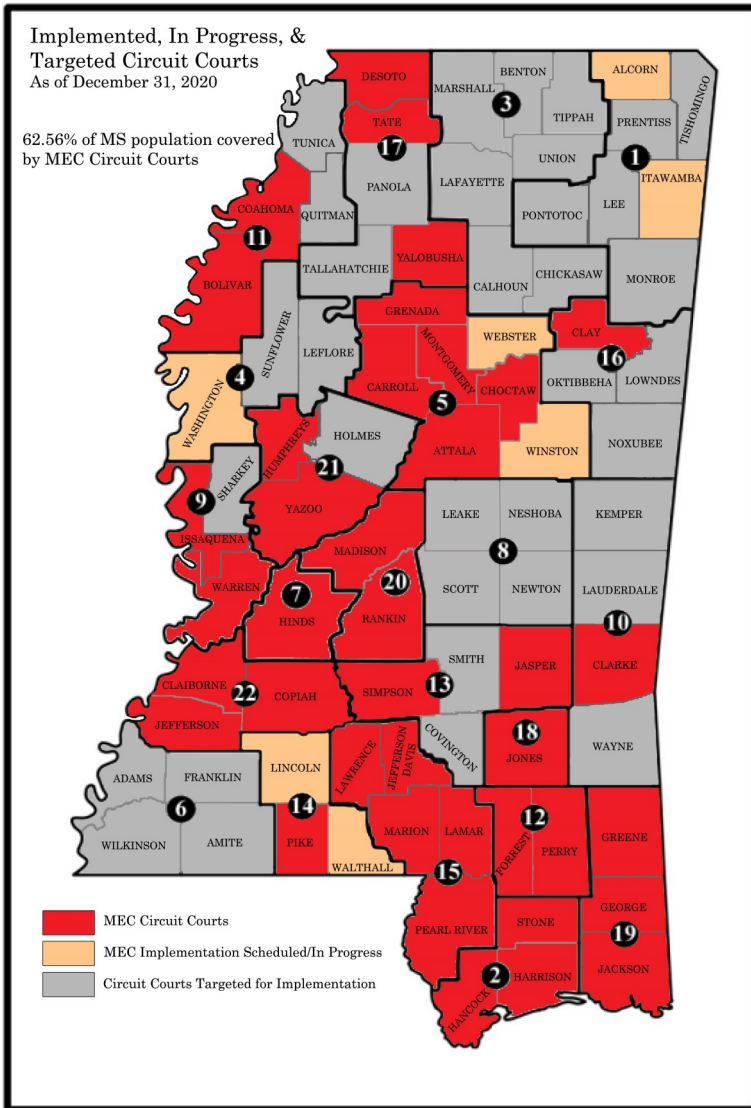 Implemented, In Progress, &
Targeted Circuit Courts
As of December 31, 2020
62.56% of MS population covered
by MEC Circuit Courts
DESOTO
MARSHALL
BENTON
ALCORN
TISHOMINGO
3
TIPPAH
PRENTISS
TATE
TUNICA
17
UNION
1
PANOLA
LAFAYETTE
ITAWAMBA
COAHOMA
QUITMAN
PONTOTOC
LEE
11
TALLAHATCHIE
YALOBUSHA
CALHOUN
CHICKASAW
MONROE
BOLIVAR
GRENADA
SUNFLOWER
LEFLORE
WEBSTER
CLAY
MONTGOMERY
16
4
CARROLL
CHOCTAW
OKTIBBEHA
LOWNDES
WASHINGTON
5
HUMPHREYS
HOLMES
ATTALA
WINSTON
NOXUBEE
21
SHARKEY
9
YAZOO
LEAKE
NESHOBA
KEMPER
ISSAQUENA
MADISON
8
WARREN
20
SCOTT
NEWTON
LAUDERDALE
7
HINDS
RANKIN
10
SMITH
JASPER
CLARKE
CLAIBORNE
22
COPIAH
SIMPSON
13
JEFFERSON
COVINGTON
18
JONES
WAYNE
LINCOLN
LAWRENCE
JEFFERSON
DAVIS
ADAMS
FRANKLIN
6
14
12
WILKINSON
AMITE
PIKE
MARION
LAMAR
FORREST
PERRY
GREENE
WALTHALL
15
PEARL RIVER
STONE
GEORGE
19
2
HARRISON
JACKSON
HANCOCK
MEC Circuit Courts
MEC Implementation Scheduled/In Progress
Circuit Courts Targeted for Implementation